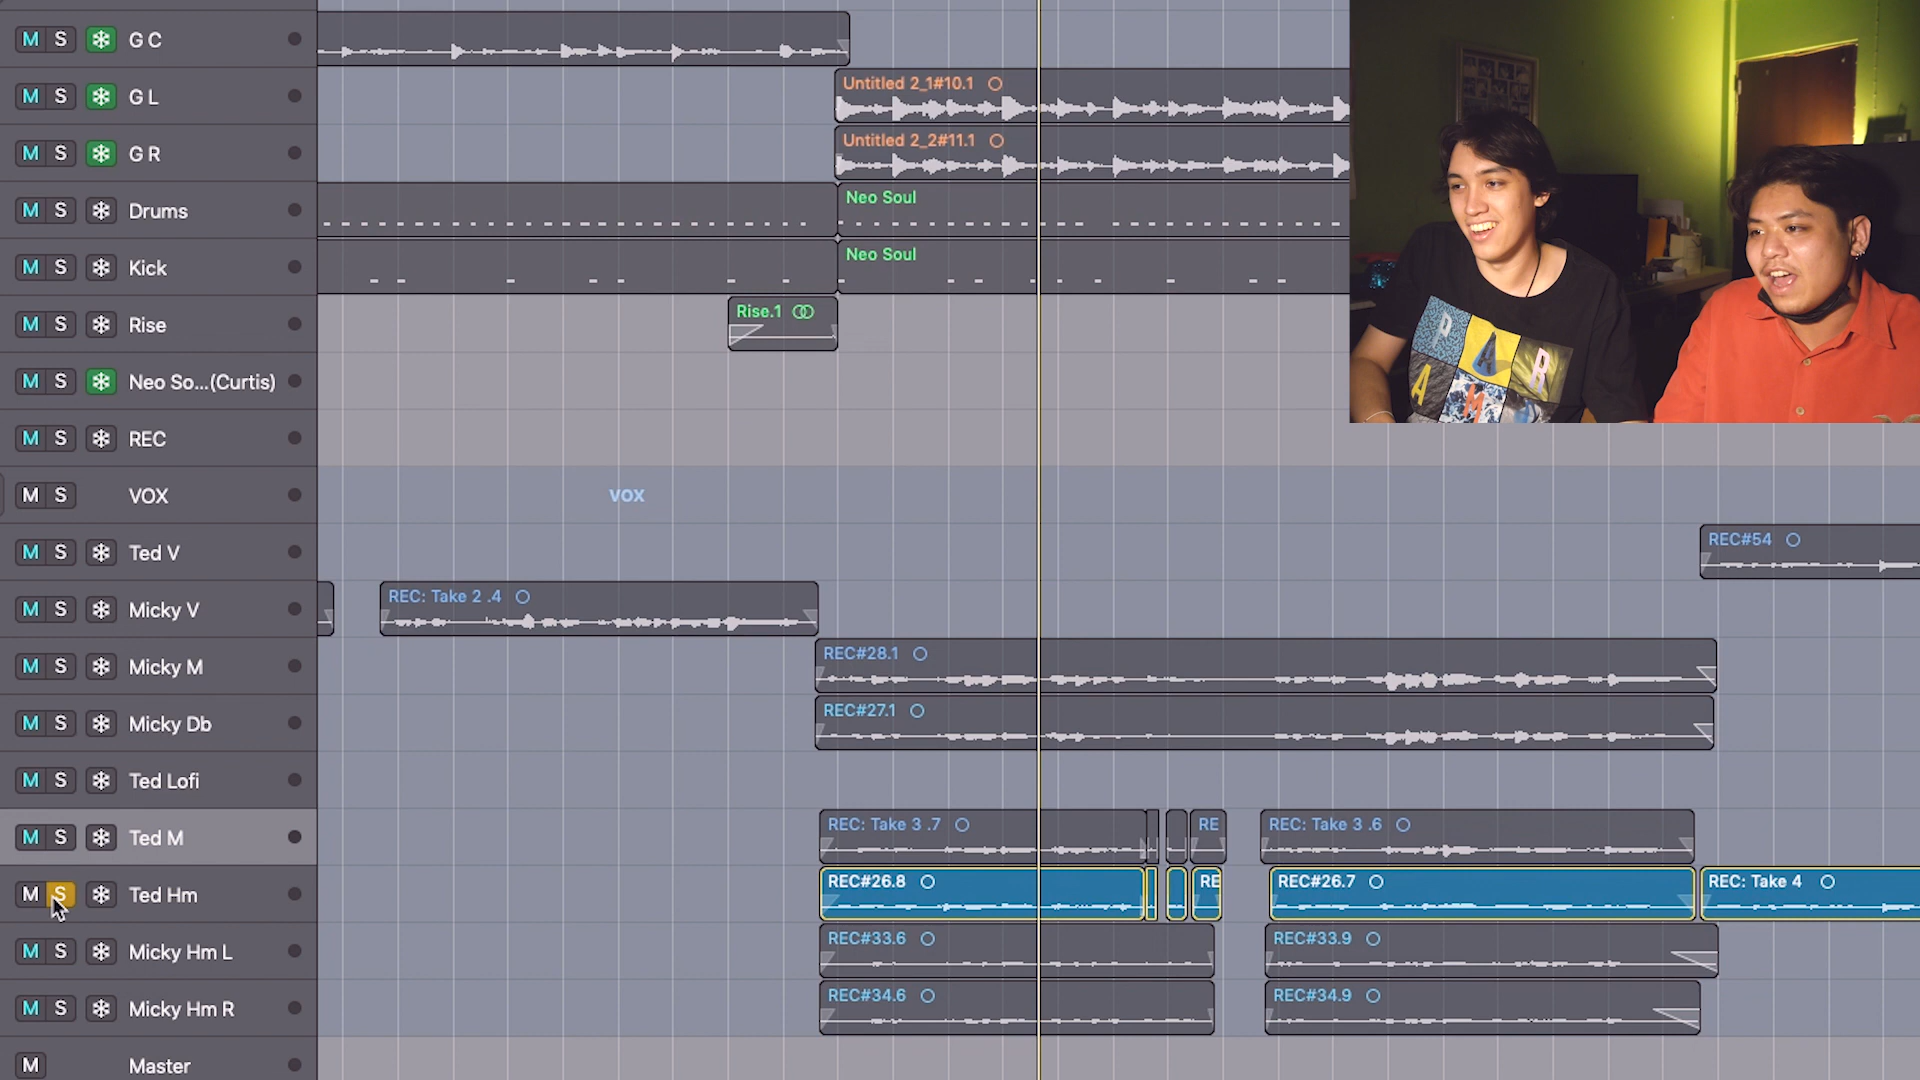 M S G C
M S G L
Untitled 2_1#10.1
M S G R
Untitled 2_2#11.1
M S Drums
Neo Soul
M S Kick
Neo Soul
M S Rise
Rise.1
M S Neo So...(Curtis)
M S REC
M S VOX
VOX
M S Ted V
REC#54
M S Micky V
REC: Take 2 .4
M S Micky M
REC#28.1
M S Micky Db
REC#27.1
M S Ted Lofi
M S Ted M
REC: Take 3 .7
RE
REC: Take 3 .6
M S Ted Hm
REC#26.8
RE
REC#26.7
REC: Take 4
M S Micky Hm L
REC#33.6
REC#33.9
M S Micky Hm R
REC#34.6
REC#34.9
M Master
P A R
A M